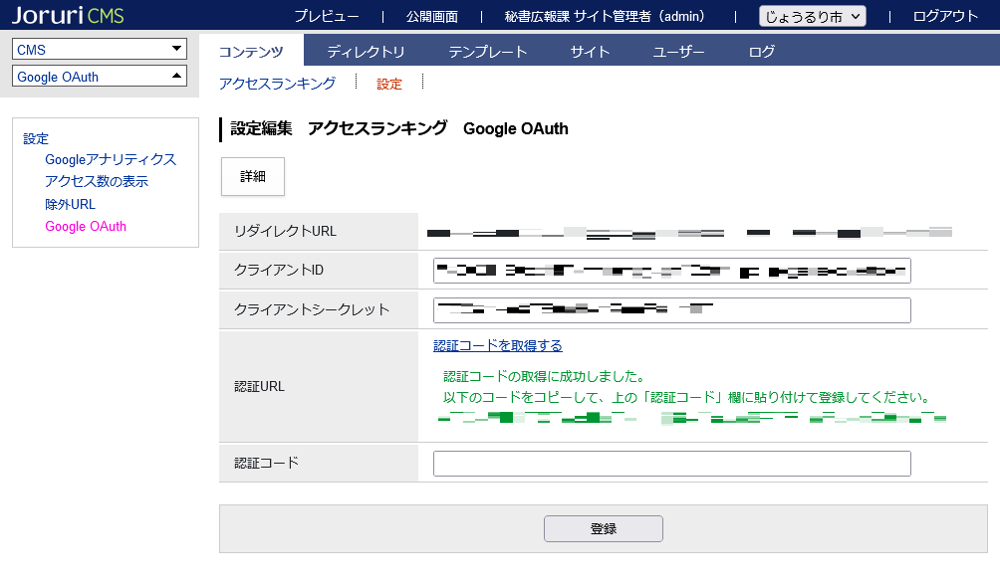 Joruri CMS
プレビュー | 公開画面 | 秘書広報課 サイト管理者（admin） | じょうるり市 | ログアウト
CMS
Google OAuth
コンテンツ ディレクトリ テンプレート サイト ユーザー ログ
アクセスランキング 設定
設定
Googleアナリティクス
アクセス数の表示
除外URL
Google OAuth
設定編集 アクセスランキング Google OAuth
詳細
リダイレクトURL
クライアントID
クライアントシークレット
認証URL
認証コードを取得する
認証コードの取得に成功しました。
以下のコードをコピーして、上の「認証コード」欄に貼り付けて登録してください。
認証コード
登録